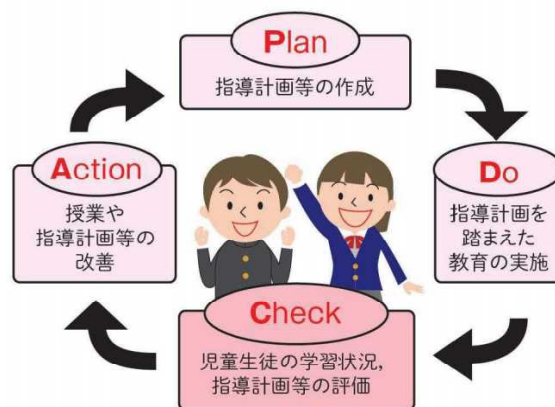 Plan
指導計画等の作成
Do
指導計画を
踏まえた
教育の実施
Check
児童生徒の学習状況,
指導計画等の評価
Action
授業や
指導計画等の
改善